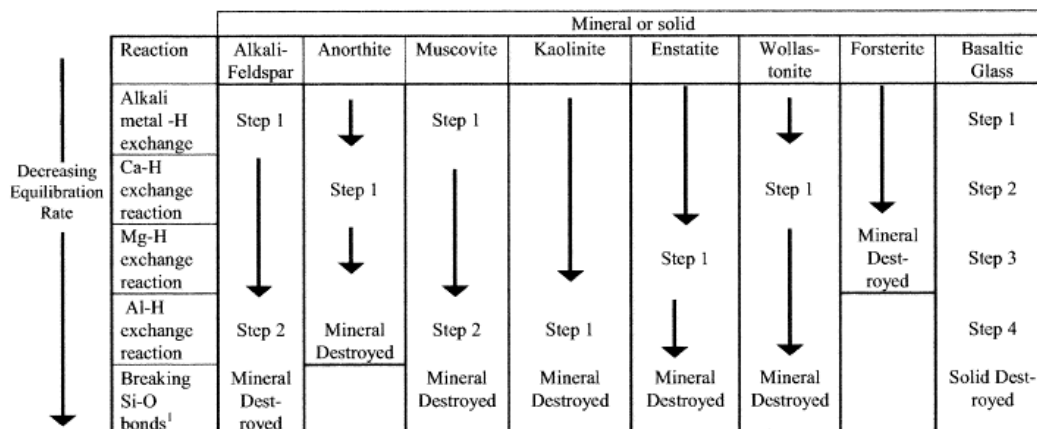 Mineral or solid
Reaction Alkali- Anorthite Muscovite Kaolinite Enstatite Wollas- Forsterite Basaltic
Feldspar tonite Glass
Alkali
metal -H Step 1 Step 1 Step 1
exchange
Decreasing
Equilibration
Rate
Ca-H
exchange Step 1 Step 1 Step 2
reaction
Mg-H Mineral
exchange Step 1 Dest- Step 3
reaction royed
Al-H
exchange Step 2 Mineral Step 2 Step 1 Step 4
reaction Destroyed
Breaking Mineral Mineral Mineral Mineral Mineral Solid Dest-
Si-O Dest- Destroyed Destroyed Destroyed Destroyed royed
bonds¹ royed